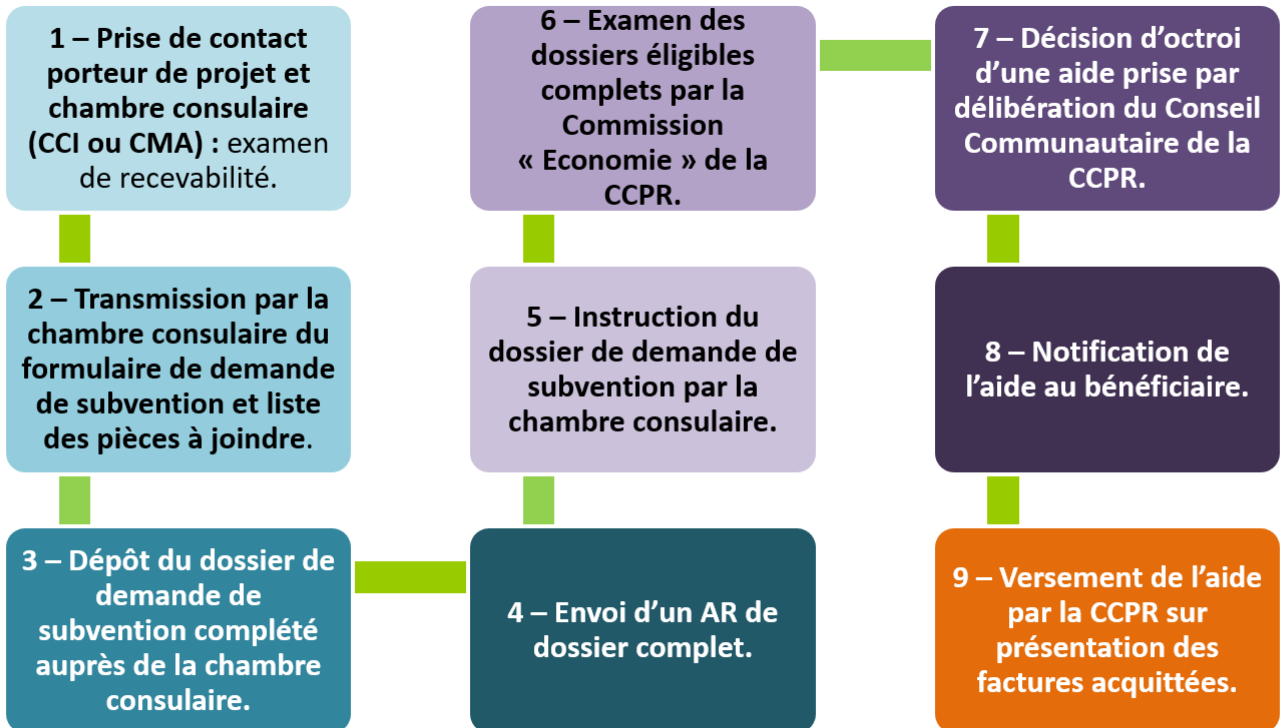 1 – Prise de contact
porteur de projet et
chambre consulaire
(CCI ou CMA) : examen
de recevabilité.
2 – Transmission par la
chambre consulaire du
formulaire de demande
de subvention et liste
des pièces à joindre.
3 – Dépôt du dossier de
demande de
subvention complété
auprès de la chambre
consulaire.
4 – Envoi d’un AR de
dossier complet.
5 – Instruction du
dossier de demande de
subvention par la
chambre consulaire.
6 – Examen des
dossiers éligibles
complets par la
Commission
« Economie » de la
CCPR.
7 – Décision d’octroi
d’une aide prise par
délibération du Conseil
Communautaire de la
CCPR.
8 – Notification de
l’aide au bénéficiaire.
9 – Versement de l’aide
par la CCPR sur
présentation des
factures acquittées.